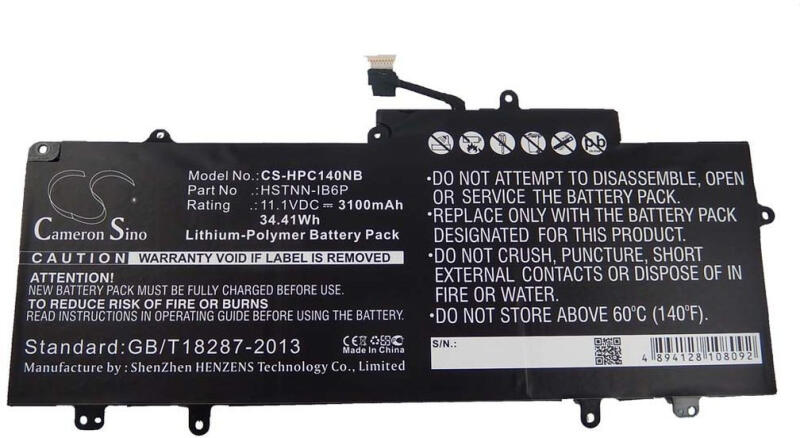 CS
Cameron Sino
Model No.:CS-HPC140NB
Part No : HSTNN-IB6P
Rating : 11.1VDC ⎓ 3100mAh
34.41Wh
Lithium-Polymer Battery Pack
CAUTION WARRANTY VOID IF LABEL IS REMOVED
ATTENTION!
NEW BATTERY PACK MUST BE FULLY CHARGED BEFORE USE
TO REDUCE RISK OF FIRE OR BURNS
READ INSTRUCTIONS IN OPERATING GUIDE BEFORE USING THE BATTERY.
Standard:GB/T18287-2013
CE
Made In China
Manufacture by : ShenZhen HENZENS Technology Co.,Ltd
Pb
•DO NOT ATTEMPT TO DISASSEMBLE, OPEN
OR SERVICE THE BATTERY PACK.
•REPLACE ONLY WITH THE BATTERY PACK
DESIGNATED FOR THIS PRODUCT.
•DO NOT CRUSH, PUNCTURE, SHORT
EXTERNAL CONTACTS OR DISPOSE OF IN
FIRE OR WATER.
•DO NOT STORE ABOVE 60°C (140°F).
S/N:
4 894128 108092